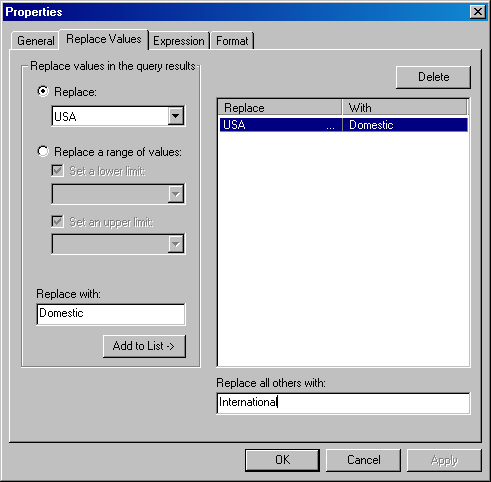 Properties
General Replace Values Expression Format
Replace values in the query results
Delete
Replace:
USA
Replace With
USA ... Domestic
Replace a range of values:
Set a lower limit:
Set an upper limit:
Replace with:
Domestic
Add to List ->
Replace all others with:
International
OK Cancel Apply